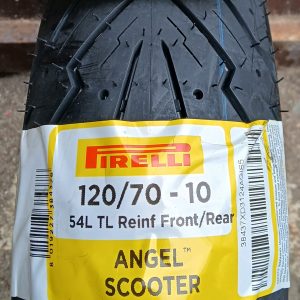 PIRELLI
120/70 - 10
54L TL Reinf Front/Rear
ANGEL™
SCOOTER